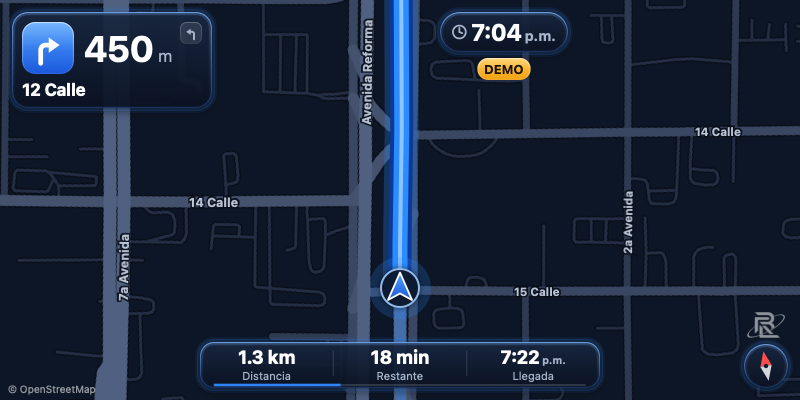 450 m
12 Calle
7:04 p.m.
DEMO
Avenida Reforma
14 Calle
14 Calle
2a Avenida
7a Avenida
15 Calle
1.3 km
Distancia
18 min
Restante
7:22 p.m.
Llegada
© OpenStreetMap